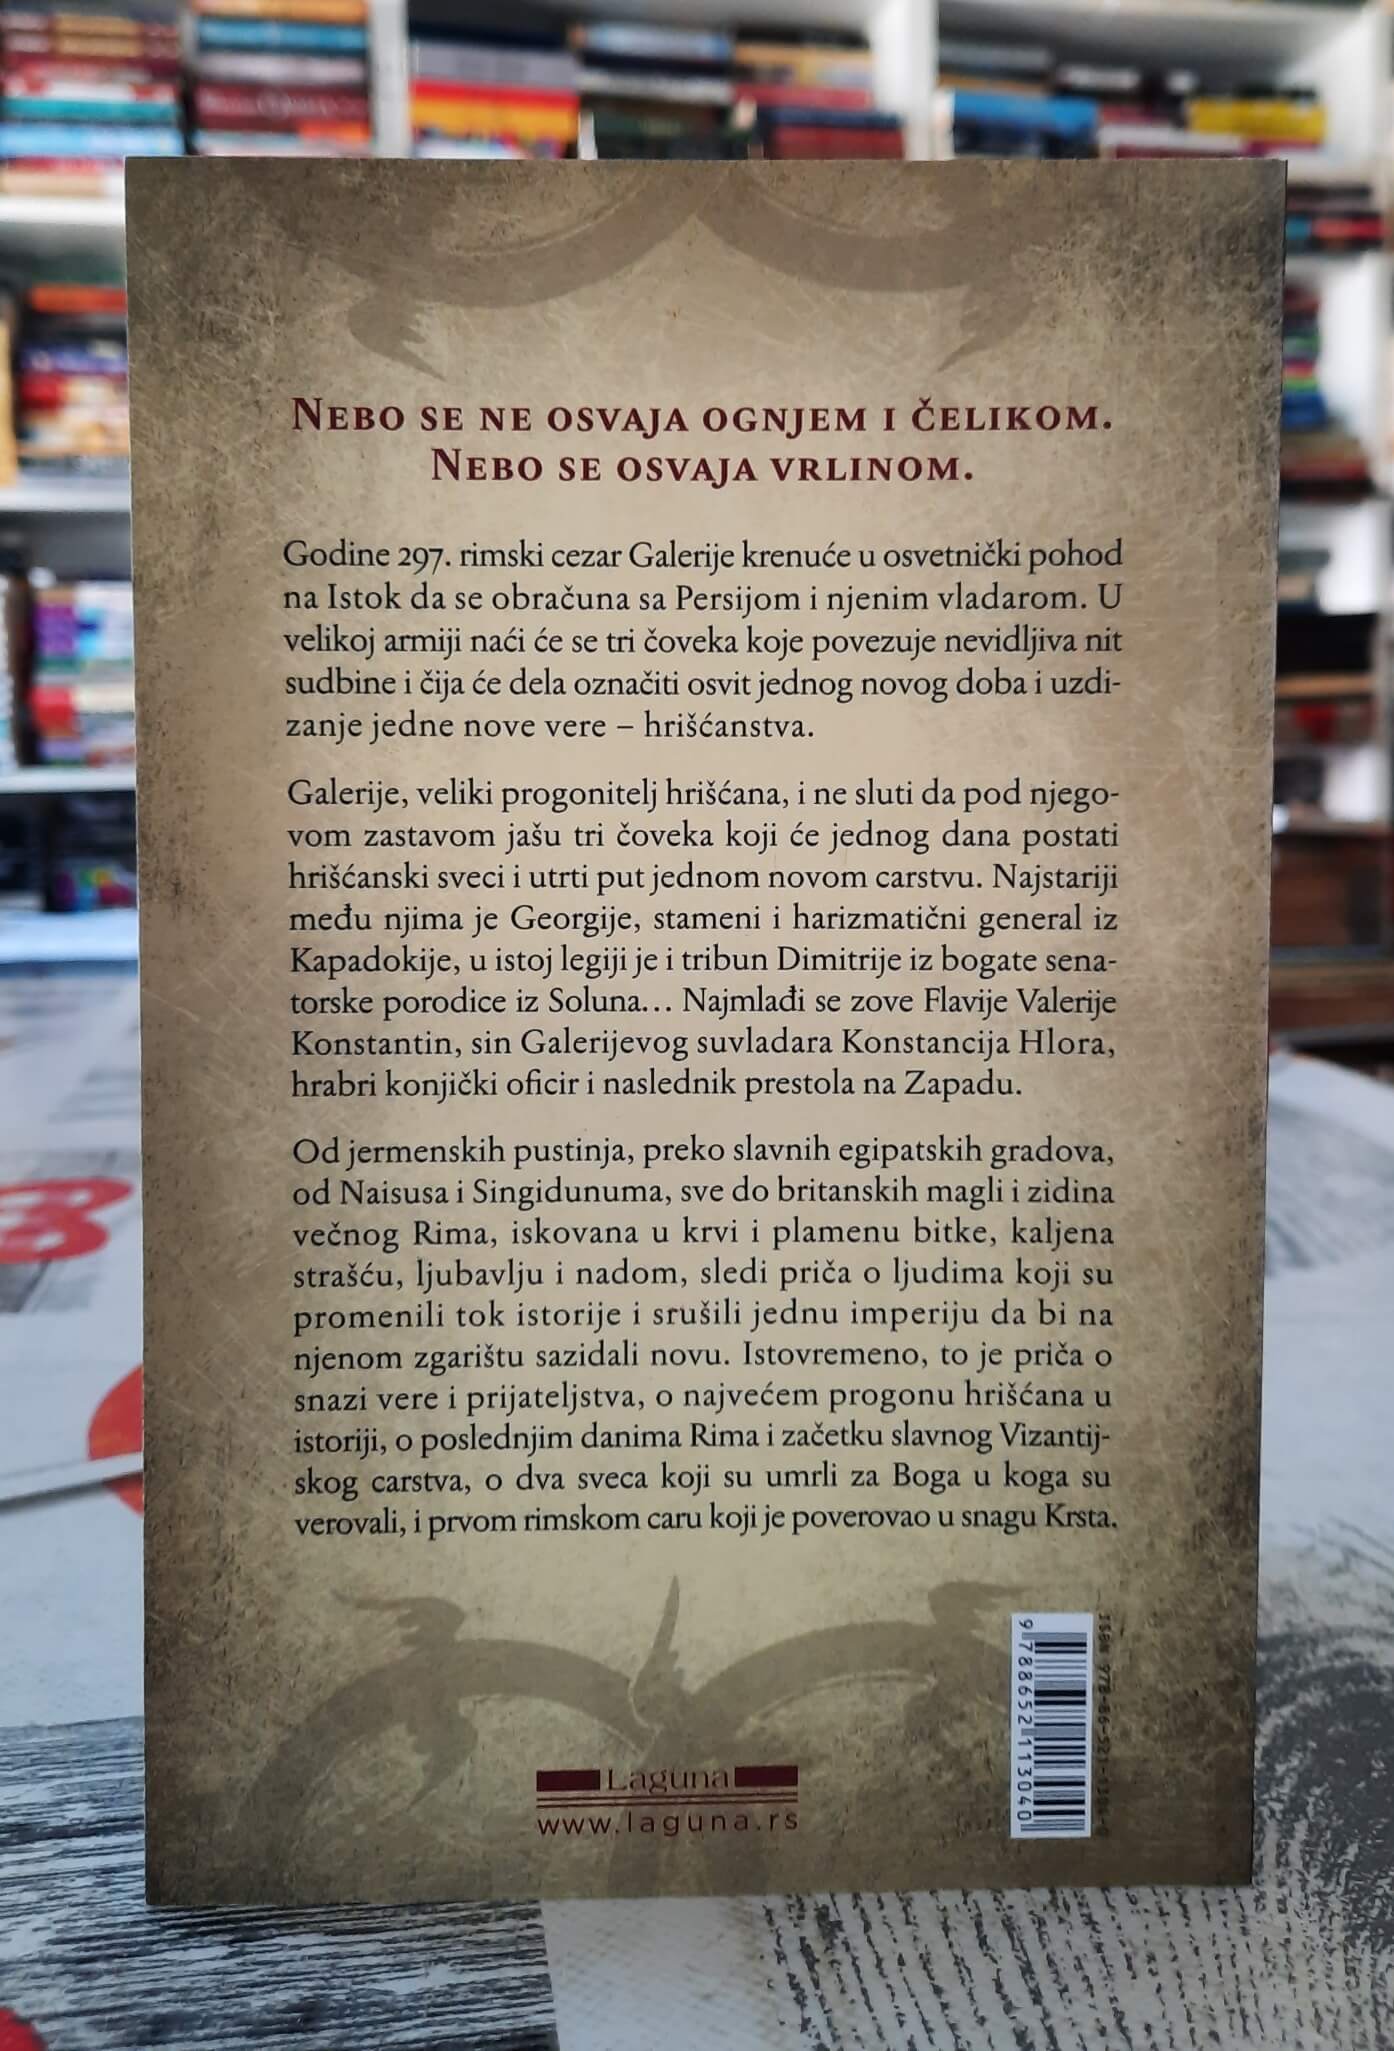 Nebo se ne osvaja ognjem i čelikom.
Nebo se osvaja vrlinom.
Godine 297. rimski cezar Galerije krenuće u osvetnički pohod
na Istok da se obračuna sa Persijom i njenim vladarom. U
velikoj armiji naći će se tri čoveka koje povezuje nevidljiva nit
sudbine i čija će dela označiti osvit jednog novog doba i uzdi-
zanje jedne nove vere – hrišćanstva.
Galerije, veliki progonitelj hrišćana, i ne sluti da pod njego-
vom zastavom jašu tri čoveka koji će jednog dana postati
hrišćanski sveci i utrti put jednom novom carstvu. Najstariji
među njima je Georgije, stameni i harizmatični general iz
Kapadokije, u istoj legiji je i tribun Dimitrije iz bogate sena-
torske porodice iz Soluna... Najmlađi se zove Flavije Valerije
Konstantin, sin Galerijevog suvladara Konstancija Hlora,
hrabri konjički oficir i naslednik prestola na Zapadu.
Od jermenskih pustinja, preko slavnih egipatskih gradova,
od Naisusa i Singidunuma, sve do britanskih magli i zidina
večnog Rima, iskovana u krvi i plamenu bitke, kaljena
strašću, ljubavlju i nadom, sledi priča o ljudima koji su
promenili tok istorije i srušili jednu imperiju da bi na
njenom zgarištu sazidali novu. Istovremeno, to je priča o
snazi vere i prijateljstva, o najvećem progonu hrišćana u
istoriji, o poslednjim danima Rima i začetku slavnog Vizantij-
skog carstva, o dva sveca koji su umrli za Boga u koga su
verovali, i prvom rimskom caru koji je poverovao u snagu Krsta.
Laguna
www.laguna.rs
9 788652 113040